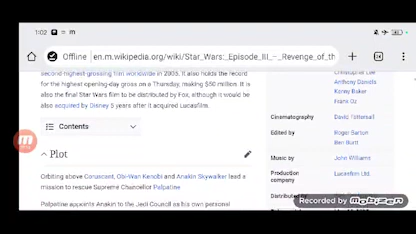 1:02
Offline en.m.wikipedia.org/wiki/Star_Wars:_Episode_III_–_Revenge_of_th
second-highest-grossing film worldwide in 2005. It also holds the record
for the highest opening-day gross on a Thursday, making $50 million. It
is also the final Star Wars film to be distributed by Fox, although it would be
also acquired by Disney 5 years after it acquired Lucasfilms.
Contents
Plot
Orbiting above Coruscant, Obi-Wan Kenobi and Anakin Skywalker lead a
mission to rescue Supreme Chancellor Palpatine
Palpatine appoints Anakin to the Jedi Council as his own personal
Christopher Lee
Anthony Daniels
Kenny Baker
Frank Oz
Cinematography David Tattersall
Edited by Roger Barton
Ben Burtt
Music by John Williams
Production Lucasfilm Ltd.
company
Distributed by
Recorded by
MOBIZEN